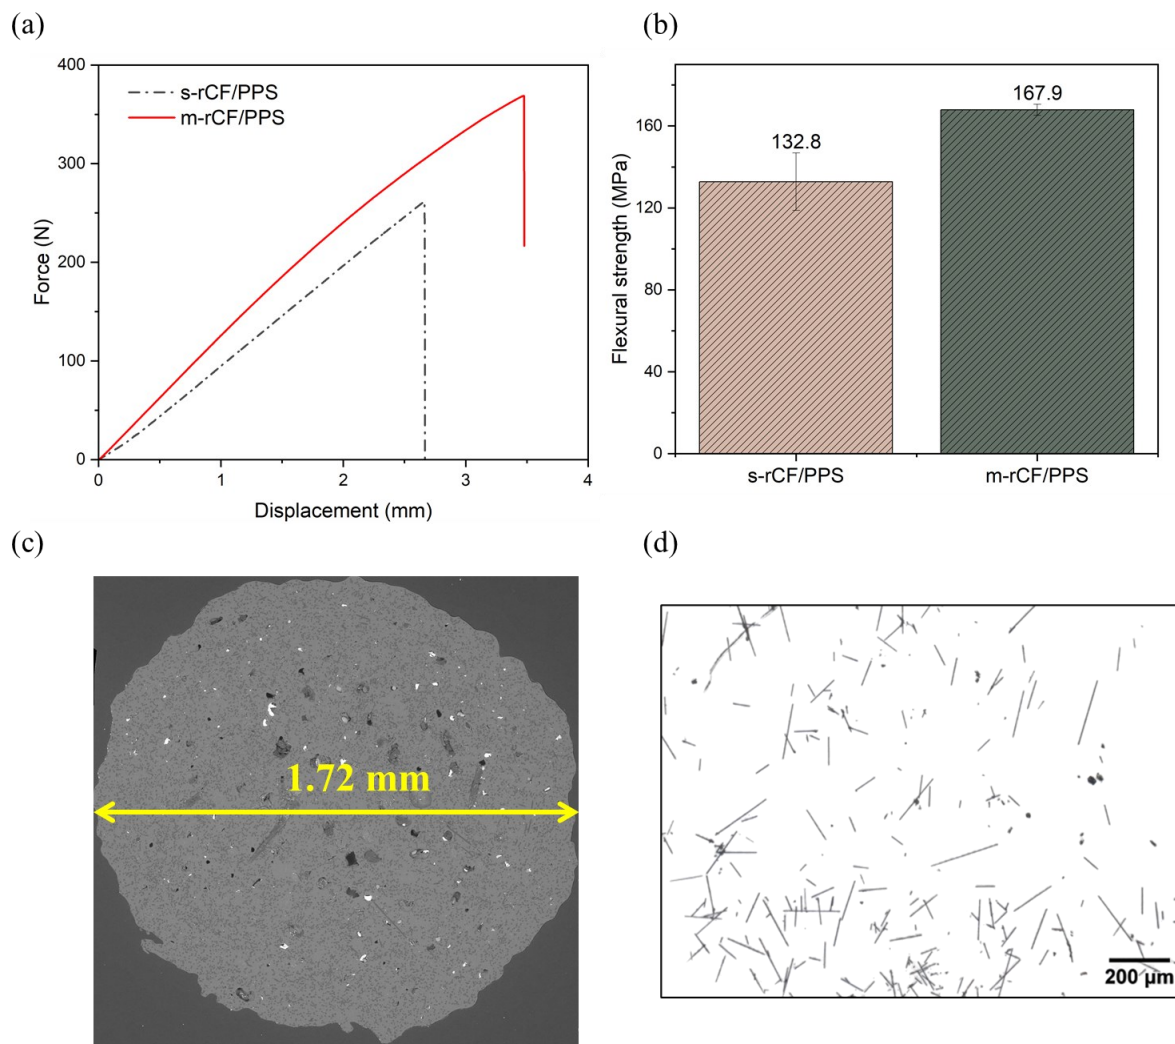 (a)
400
300
200
100
0
Force (N)
s-rCF/PPS
m-rCF/PPS
0 1 2 3 4
Displacement (mm)
(b)
160
120
80
40
0
Flexural strength (MPa)
132.8
167.9
s-rCF/PPS m-rCF/PPS
(c)
1.72 mm
(d)
200 µm